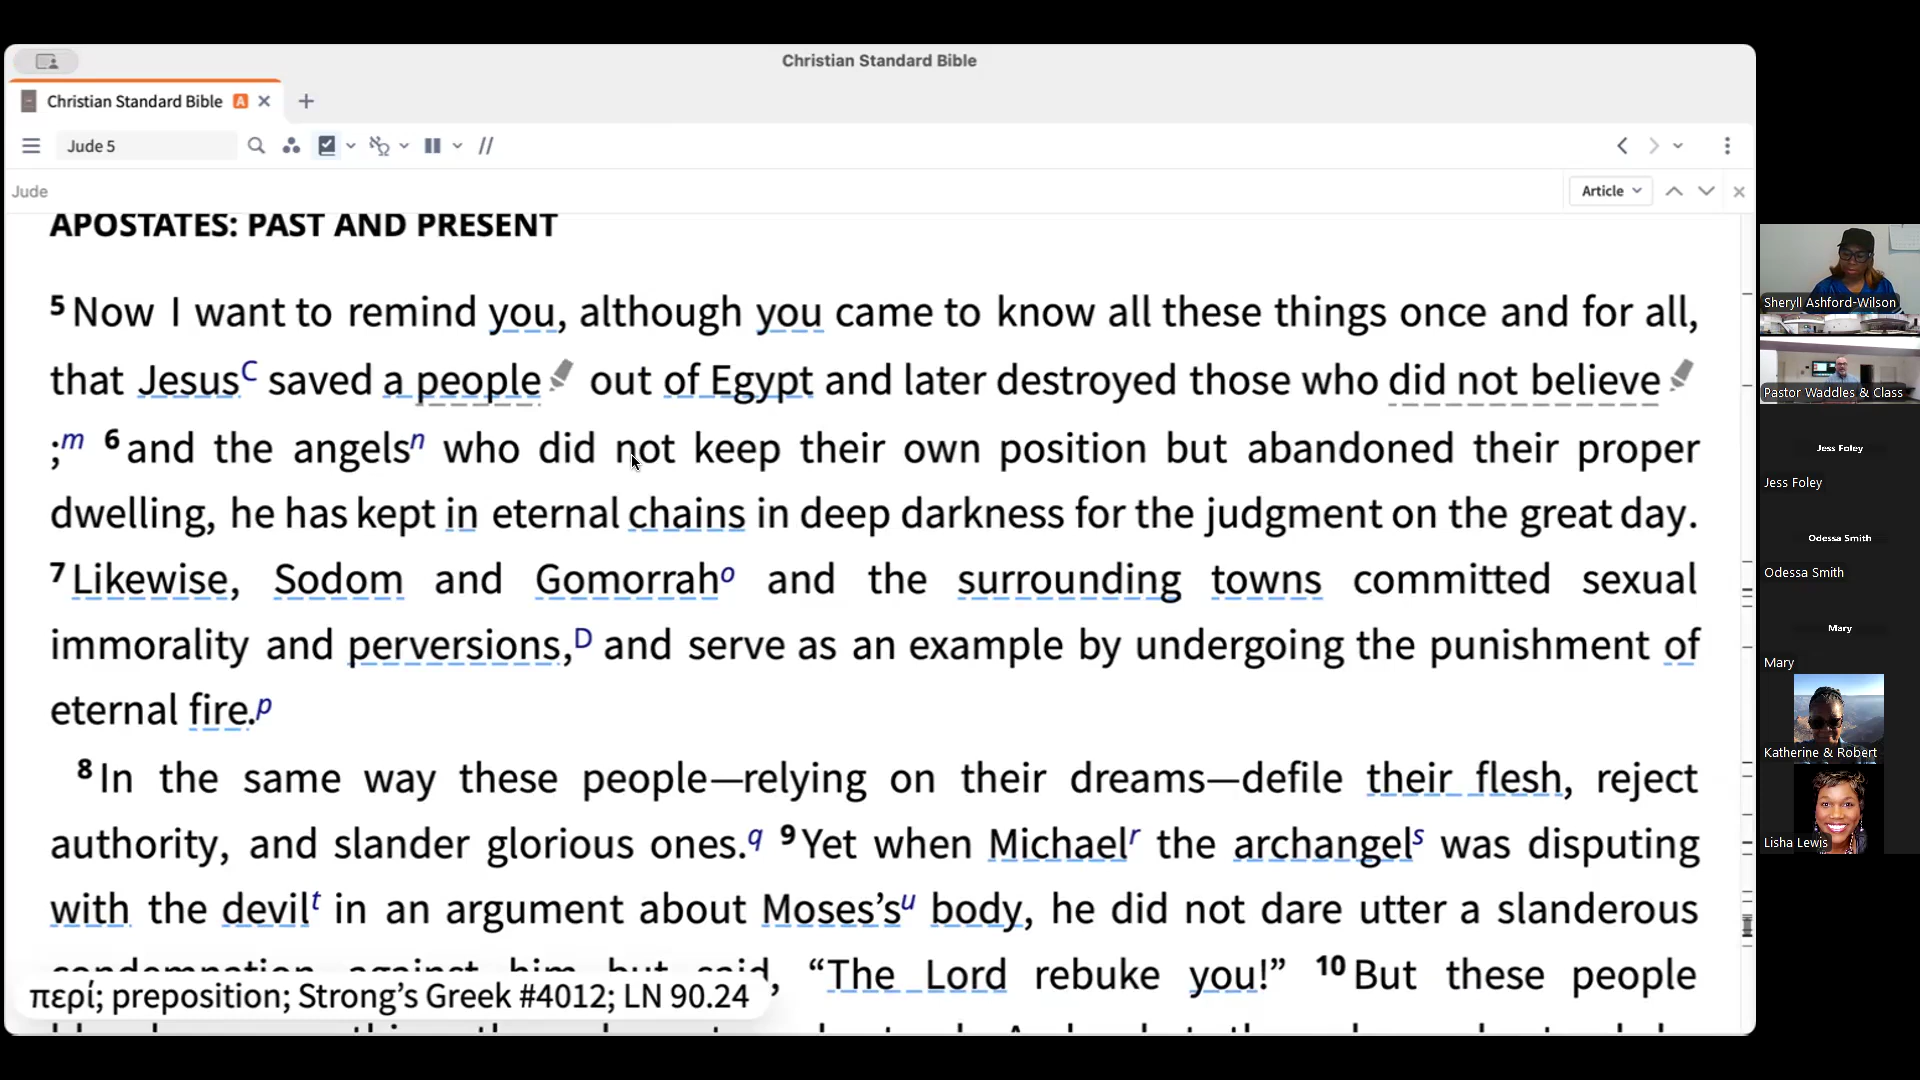 Christian Standard Bible
Christian Standard Bible A
Jude 5
Jude
Article
APOSTATES: PAST AND PRESENT
5 Now I want to remind you, although you came to know all these things once and for all,
that Jesus C saved a people out of Egypt and later destroyed those who did not believe
;m 6 and the angels n who did not keep their own position but abandoned their proper
dwelling, he has kept in eternal chains in deep darkness for the judgment on the great day.
7 Likewise, Sodom and Gomorrah o and the surrounding towns committed sexual
immorality and perversions, D and serve as an example by undergoing the punishment of
eternal fire. p
8 In the same way these people—relying on their dreams—defile their flesh, reject
authority, and slander glorious ones. q 9 Yet when Michael r the archangel s was disputing
with the devil t in an argument about Moses’s u body, he did not dare utter a slanderous
condemnation against him but said, “The Lord rebuke you!” 10 But these people
περί; preposition; Strong’s Greek #4012; LN 90.24
Sheryll Ashford-Wilson
Pastor Waddles & Class
Jess Foley
Jess Foley
Odessa Smith
Odessa Smith
Mary
Mary
Katherine & Robert
Lisha Lewis